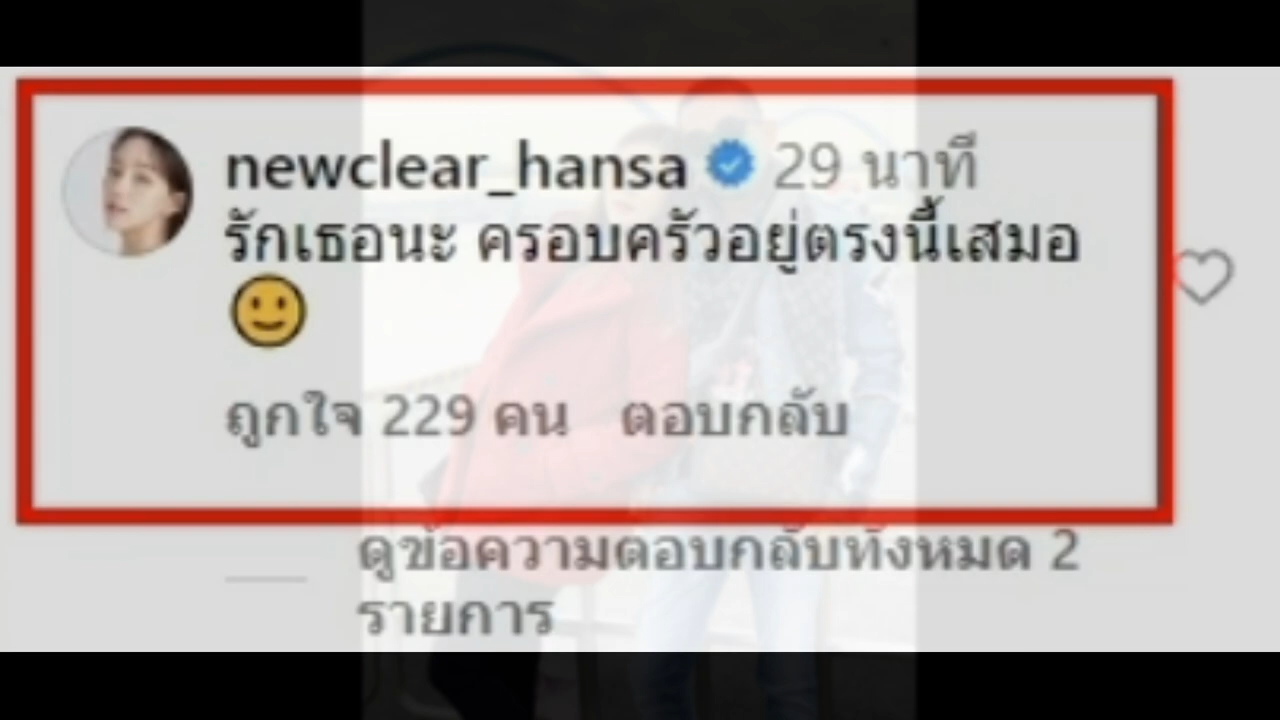 newclear_hansa 29 นาที
รักเธอนะ ครอบครัวอยู่ตรงนี้เสมอ
🙂
ถูกใจ 229 คน ตอบกลับ
ดูข้อความตอบกลับทั้งหมด 2
รายการ